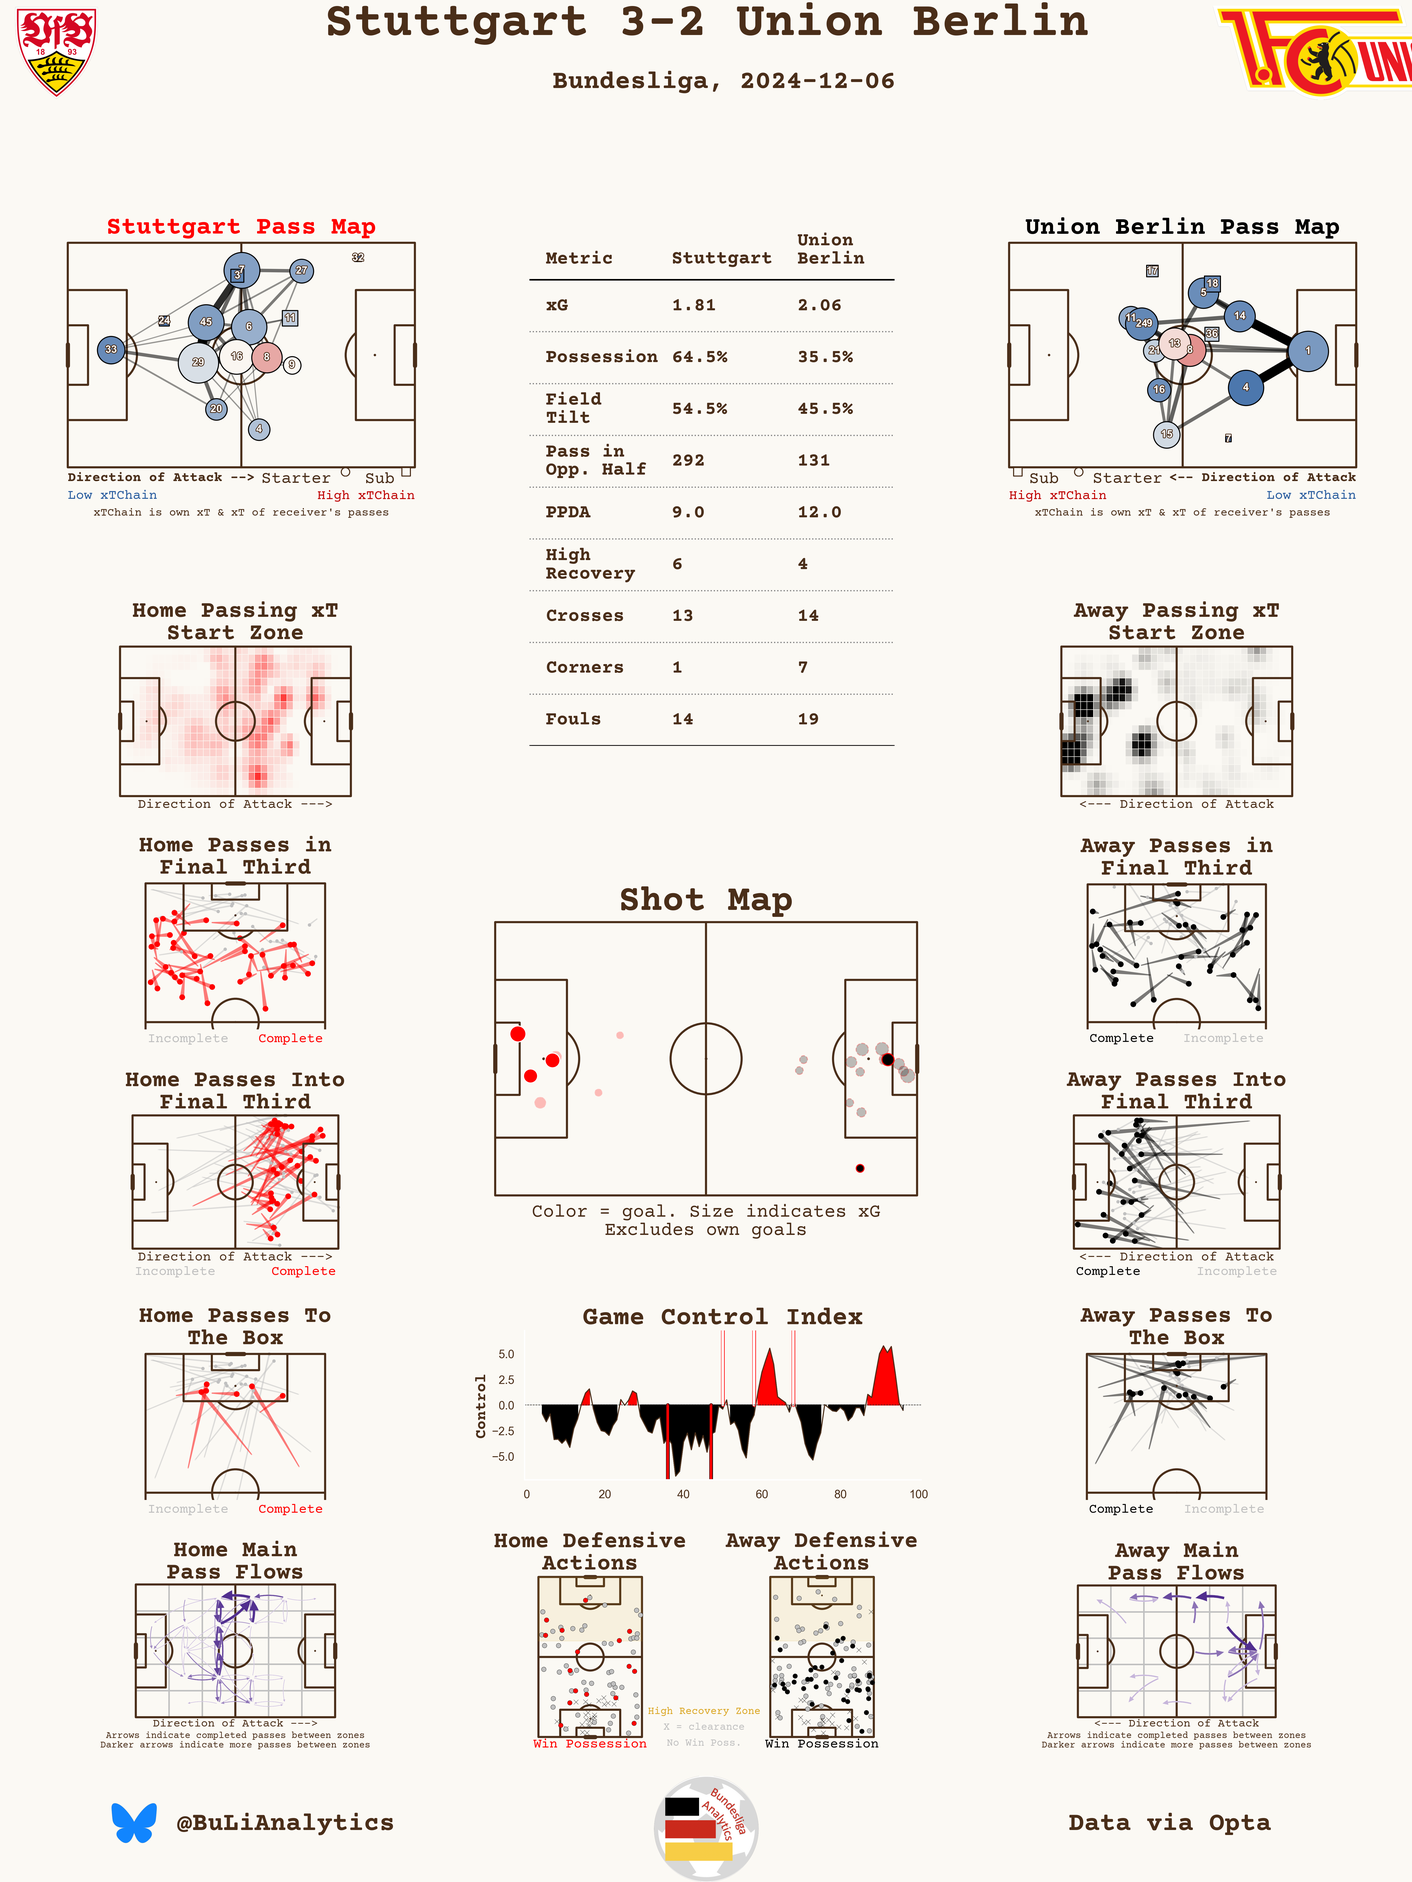 Stuttgart 3-2 Union Berlin
Bundesliga, 2024-12-06
VfB
18 93
1.FC UNI
Stuttgart Pass Map
33
24
45
29
20
7
3
6
16
8
4
27
11
9
32
Direction of Attack --> Starter Sub
Low xTChain High xTChain
xTChain is own xT & xT of receiver's passes
Metric Stuttgart Union Berlin
xG 1.81 2.06
Possession 64.5% 35.5%
Field Tilt 54.5% 45.5%
Pass in Opp. Half 292 131
PPDA 9.0 12.0
High Recovery 6 4
Crosses 13 14
Corners 1 7
Fouls 14 19
Union Berlin Pass Map
17
5
18
11
249
14
13
8
36
21
1
16
4
15
7
Sub Starter <-- Direction of Attack
High xTChain Low xTChain
xTChain is own xT & xT of receiver's passes
Home Passing xT
Start Zone
Direction of Attack --->
Away Passing xT
Start Zone
<--- Direction of Attack
Home Passes in
Final Third
Incomplete Complete
Away Passes in
Final Third
Complete Incomplete
Shot Map
Color = goal. Size indicates xG
Excludes own goals
Home Passes Into
Final Third
Direction of Attack --->
Incomplete Complete
Away Passes Into
Final Third
<--- Direction of Attack
Complete Incomplete
Home Passes To
The Box
Incomplete Complete
Game Control Index
Control
5.0
2.5
0.0
−2.5
−5.0
0 20 40 60 80 100
Away Passes To
The Box
Complete Incomplete
Home Main
Pass Flows
Direction of Attack --->
Arrows indicate completed passes between zones
Darker arrows indicate more passes between zones
Home Defensive
Actions
Win Possession
High Recovery Zone
X = clearance
No Win Poss.
Away Defensive
Actions
Win Possession
Away Main
Pass Flows
<--- Direction of Attack
Arrows indicate completed passes between zones
Darker arrows indicate more passes between zones
@BuLiAnalytics
Bundesliga
Analytics
Data via Opta